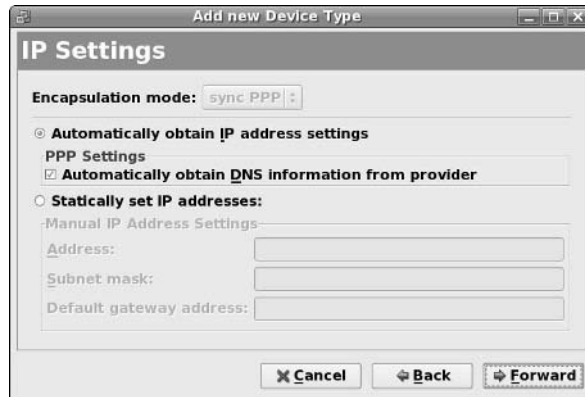 Add new Device Type
IP Settings
Encapsulation mode: sync PPP
Automatically obtain IP address settings
PPP Settings
Automatically obtain DNS information from provider
Statically set IP addresses:
Manual IP Address Settings
Address:
Subnet mask:
Default gateway address:
Cancel Back Forward